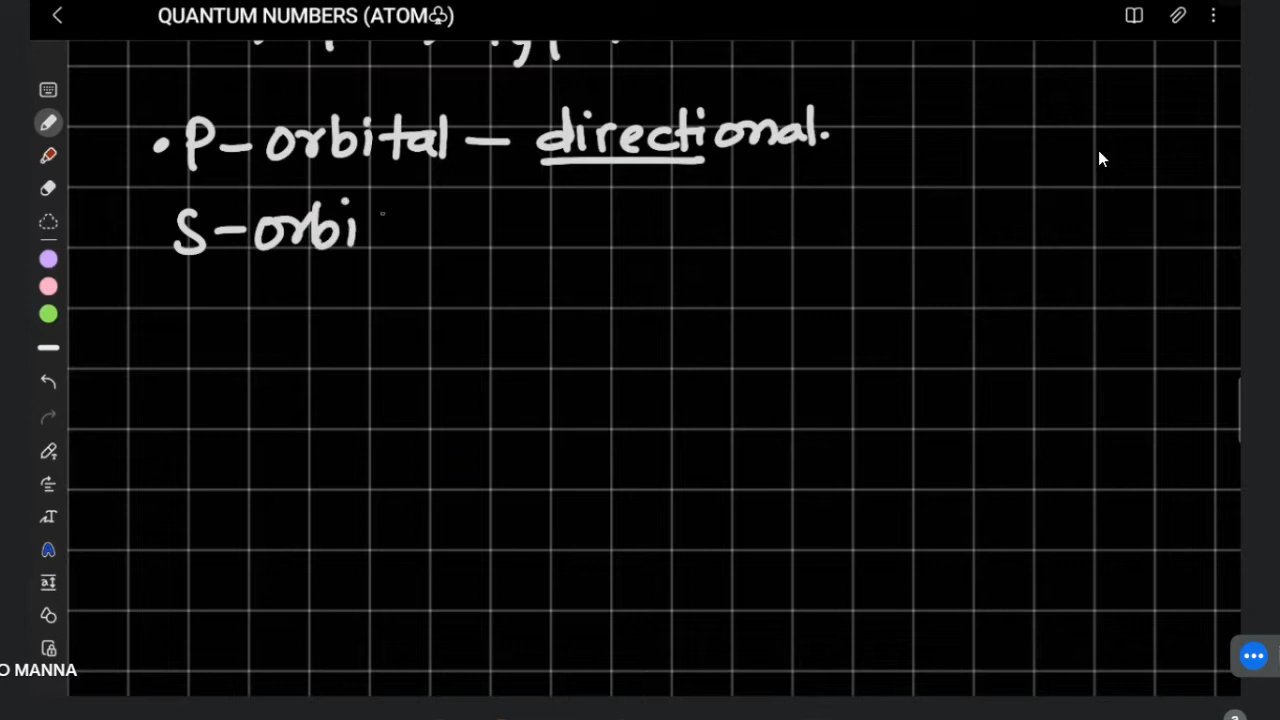 QUANTUM NUMBERS (ATOM♧)
• P-orbital – directional.
S-orbi
O MANNA